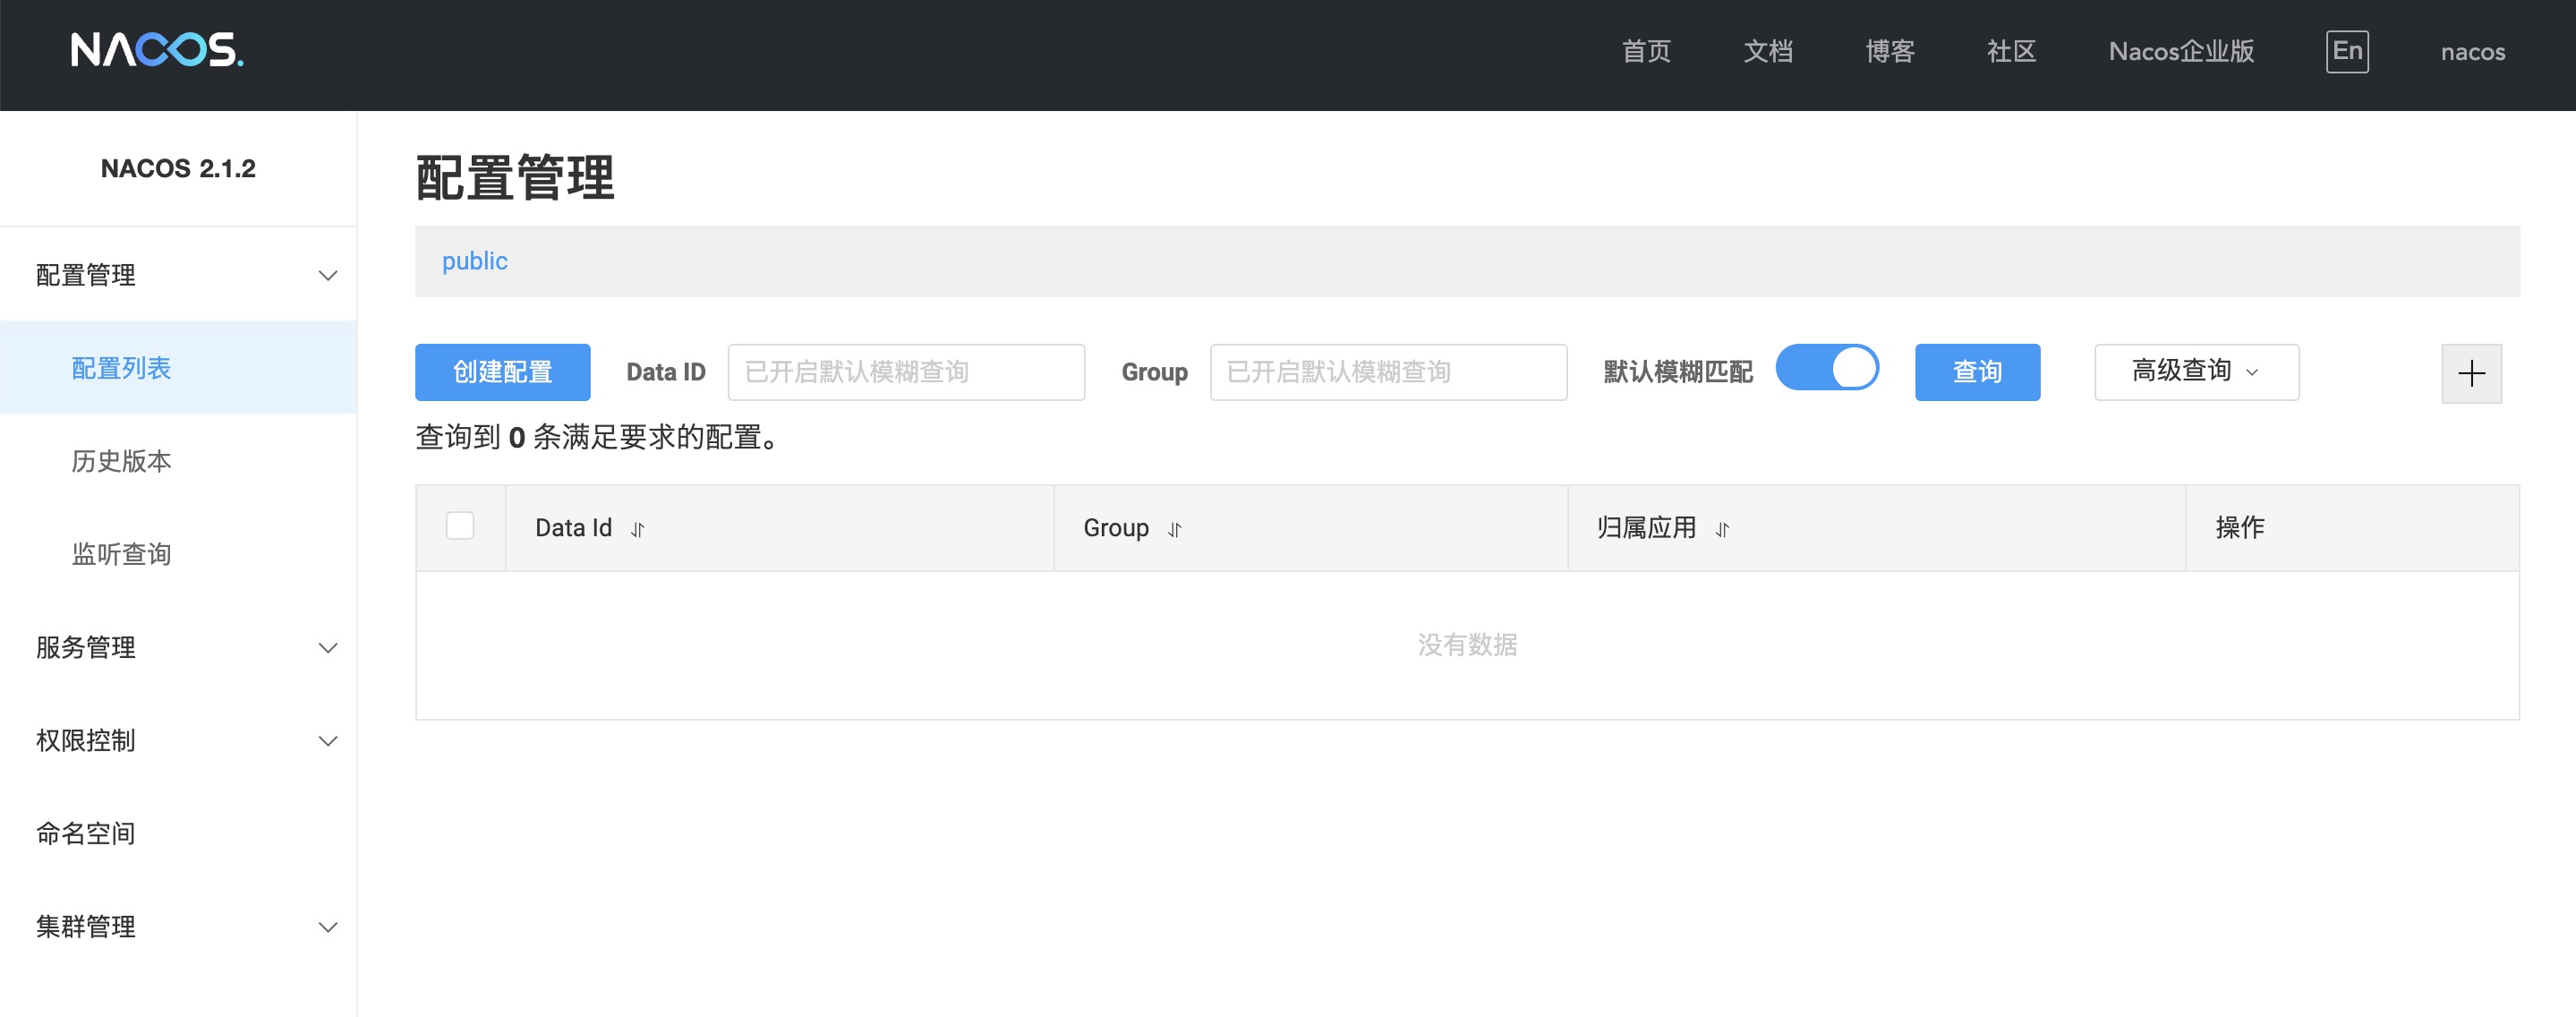 NACOS.
首页 文档 博客 社区 Nacos企业版 En nacos
NACOS 2.1.2
配置管理
配置列表
历史版本
监听查询
服务管理
权限控制
命名空间
集群管理
配置管理
public
创建配置 Data ID 已开启默认模糊查询 Group 已开启默认模糊查询 默认模糊匹配 查询 高级查询
查询到 0 条满足要求的配置。
Data Id Group 归属应用 操作
没有数据